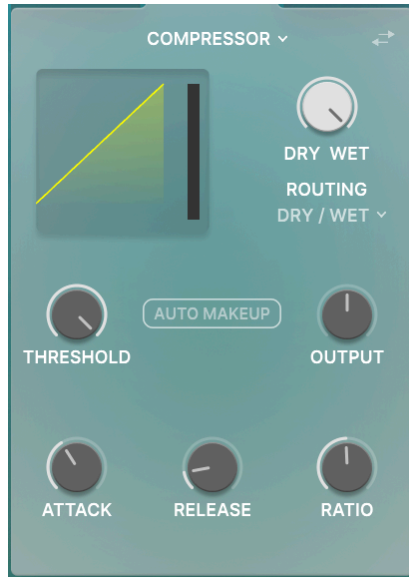 COMPRESSOR
DRY WET
ROUTING
DRY / WET
THRESHOLD
AUTO MAKEUP
OUTPUT
ATTACK
RELEASE
RATIO